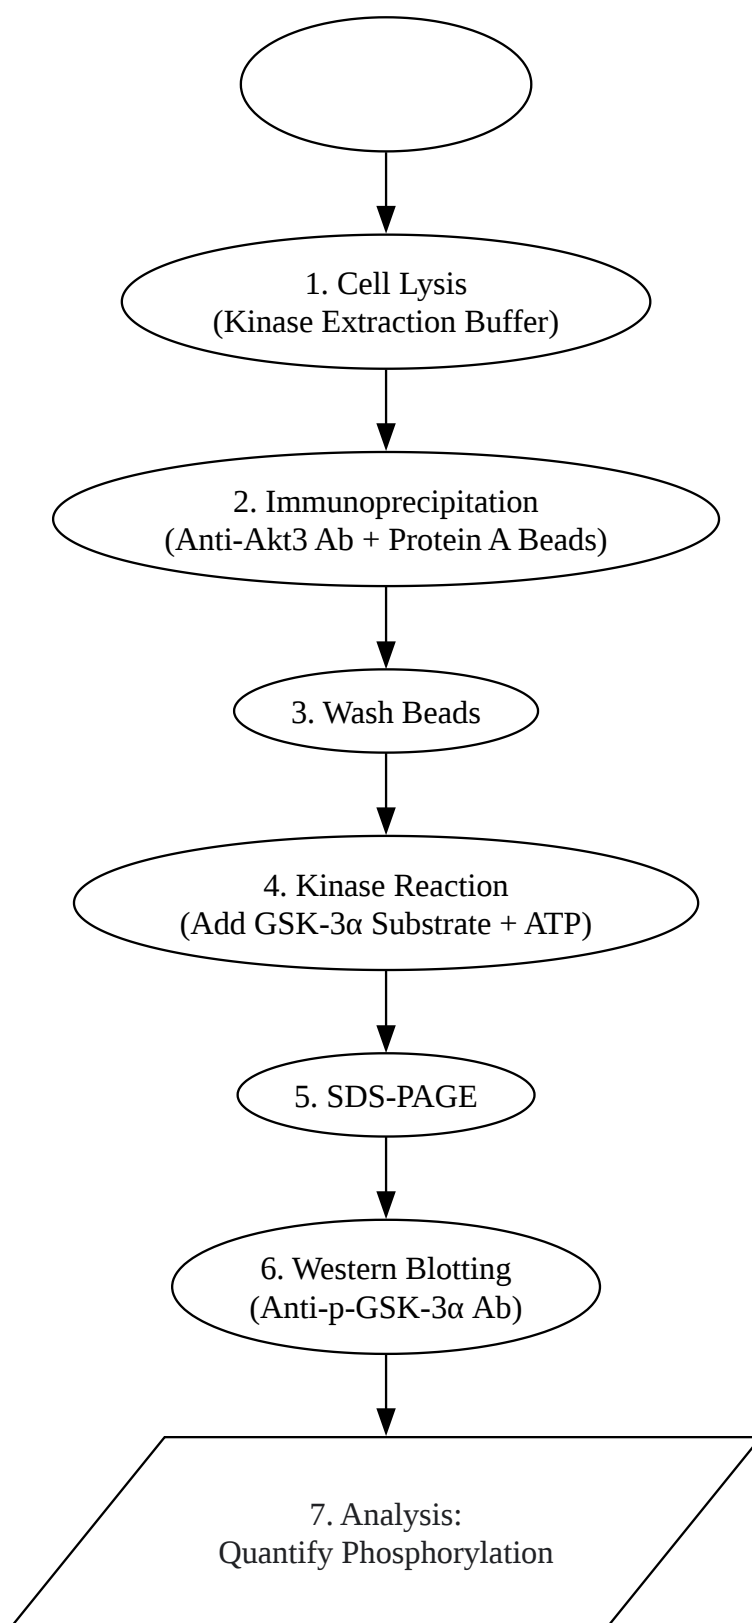 1. Cell Lysis
(Kinase Extraction Buffer)
2. Immunoprecipitation
(Anti-Akt3 Ab + Protein A Beads)
3. Wash Beads
4. Kinase Reaction
(Add GSK-3α Substrate + ATP)
5. SDS-PAGE
6. Western Blotting
(Anti-p-GSK-3α Ab)
7. Analysis:
Quantify Phosphorylation